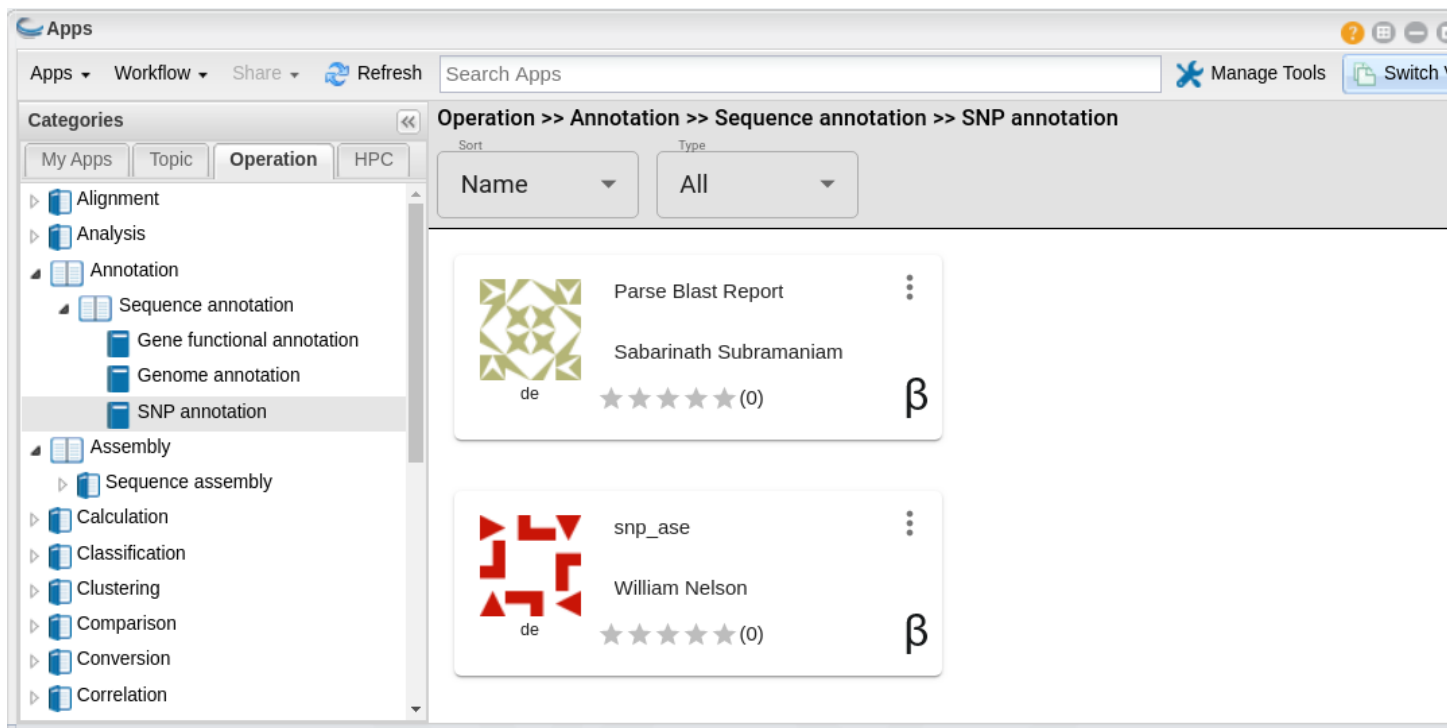 Apps
Apps Workflow Share Refresh Search Apps Manage Tools Switch
Categories
My Apps Topic Operation HPC
Alignment
Analysis
Annotation
Sequence annotation
Gene functional annotation
Genome annotation
SNP annotation
Assembly
Sequence assembly
Calculation
Classification
Clustering
Comparison
Conversion
Correlation
Operation >> Annotation >> Sequence annotation >> SNP annotation
Sort Type
Name All
Parse Blast Report
Sabarinath Subramaniam
de (0) β
snp_ase
William Nelson
de (0) β